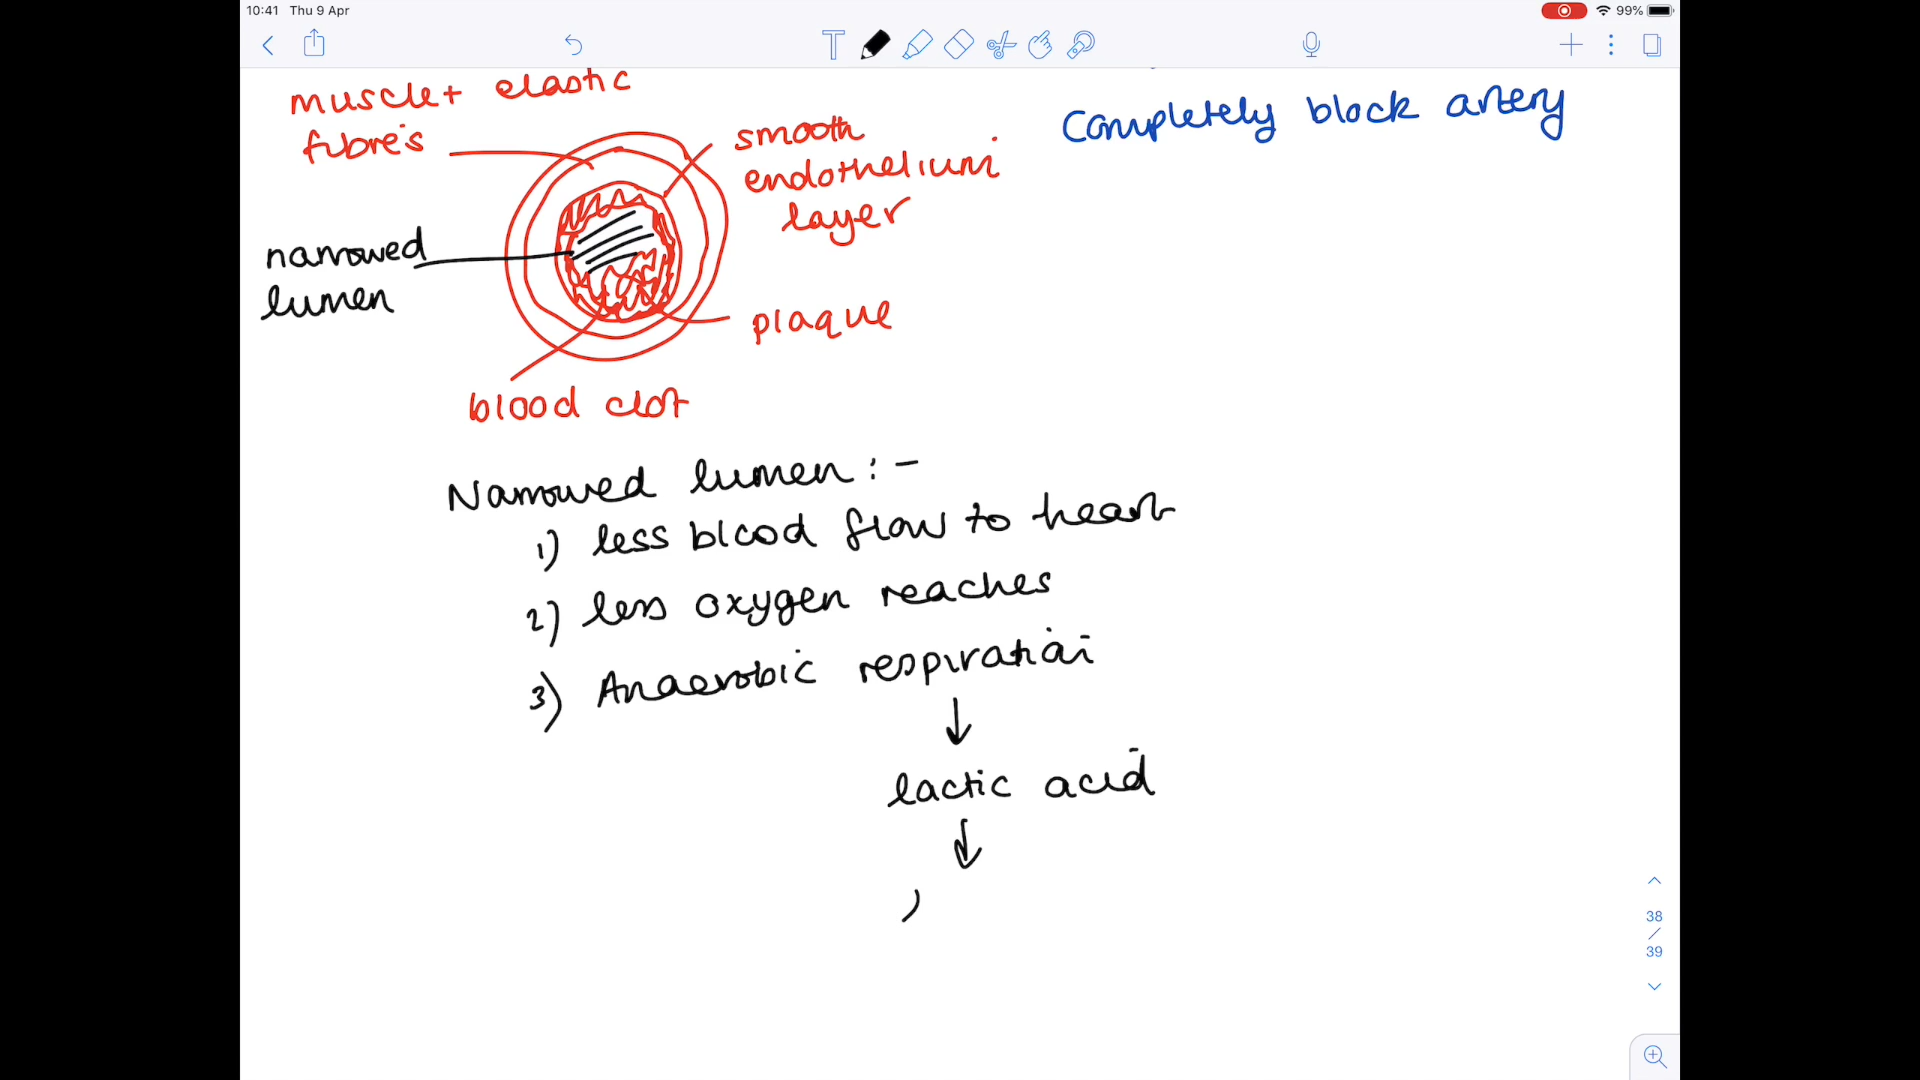 10:41 Thu 9 Apr
99%
muscle+ elastic
fibres
smooth
endothelium
layer
Completely block artery
narrowed
lumen
plaque
blood clot
Narrowed lumen :-
1) less blood flow to heart
2) less oxygen reaches
3) Anaerobic respiration
↓
lactic acid
↓
38
/
39